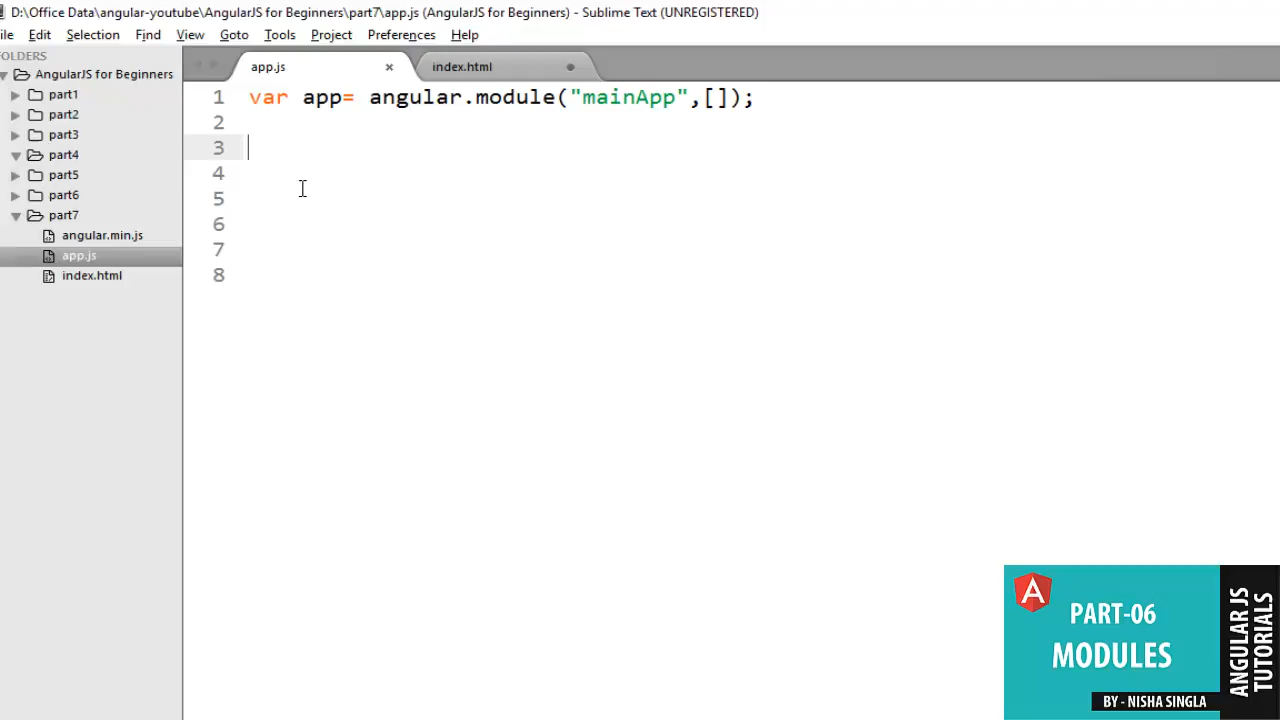 D:\Office Data\angular-youtube\AngularJS for Beginners\part7\app.js (AngularJS for Beginners) - Sublime Text (UNREGISTERED)
ile Edit Selection Find View Goto Tools Project Preferences Help
OLDERS
AngularJS for Beginners
part1
part2
part3
part4
part5
part6
part7
angular.min.js
app.js
index.html
app.js × index.html
1 var app= angular.module("mainApp",[]);
2
3
4
5
6
7
8
A
PART-06
MODULES
BY - NISHA SINGLA
ANGULAR JS
TUTORIALS